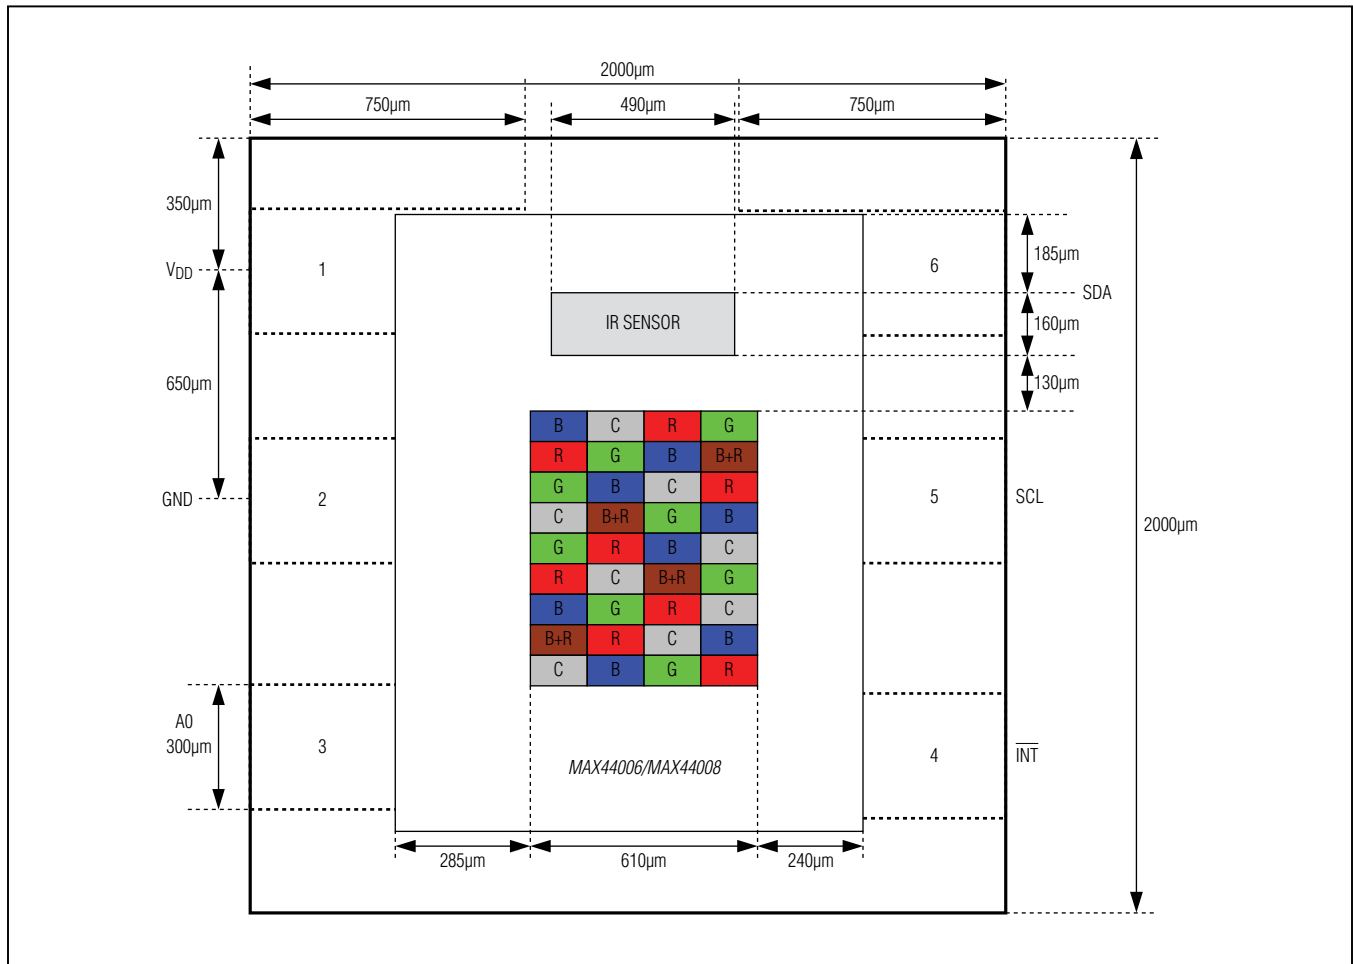 2000µm
750µm 490µm 750µm
350µm
VDD 1 6 185µm
SDA
IR SENSOR 160µm
650µm 130µm
B C R G
R G B B+R
G B C R
GND 2 C B+R G B 5 SCL
2000µm
G R B C
R C B+R G
B G R C
B+R R C B
C B G R
A0
300µm 3 4 INT
MAX44006/MAX44008
285µm 610µm 240µm